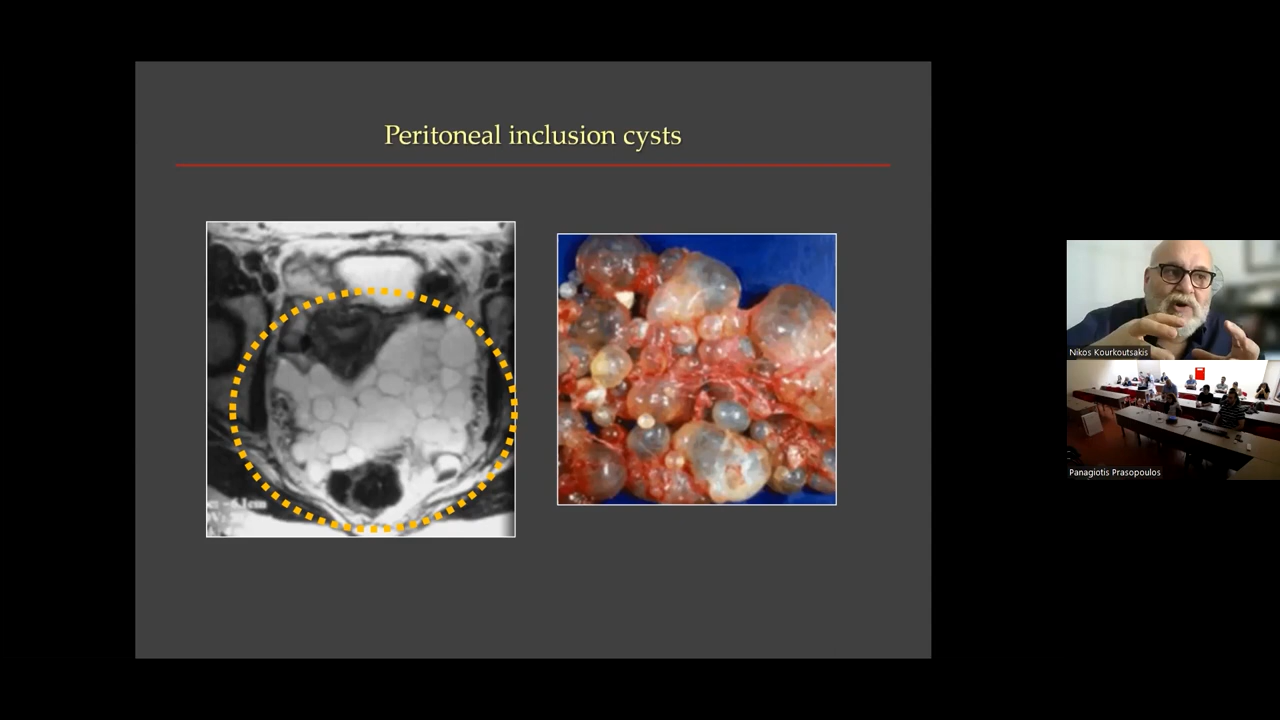 Peritoneal inclusion cysts
Nikos Kourkoutsakis
Panagiotis Prasopoulos